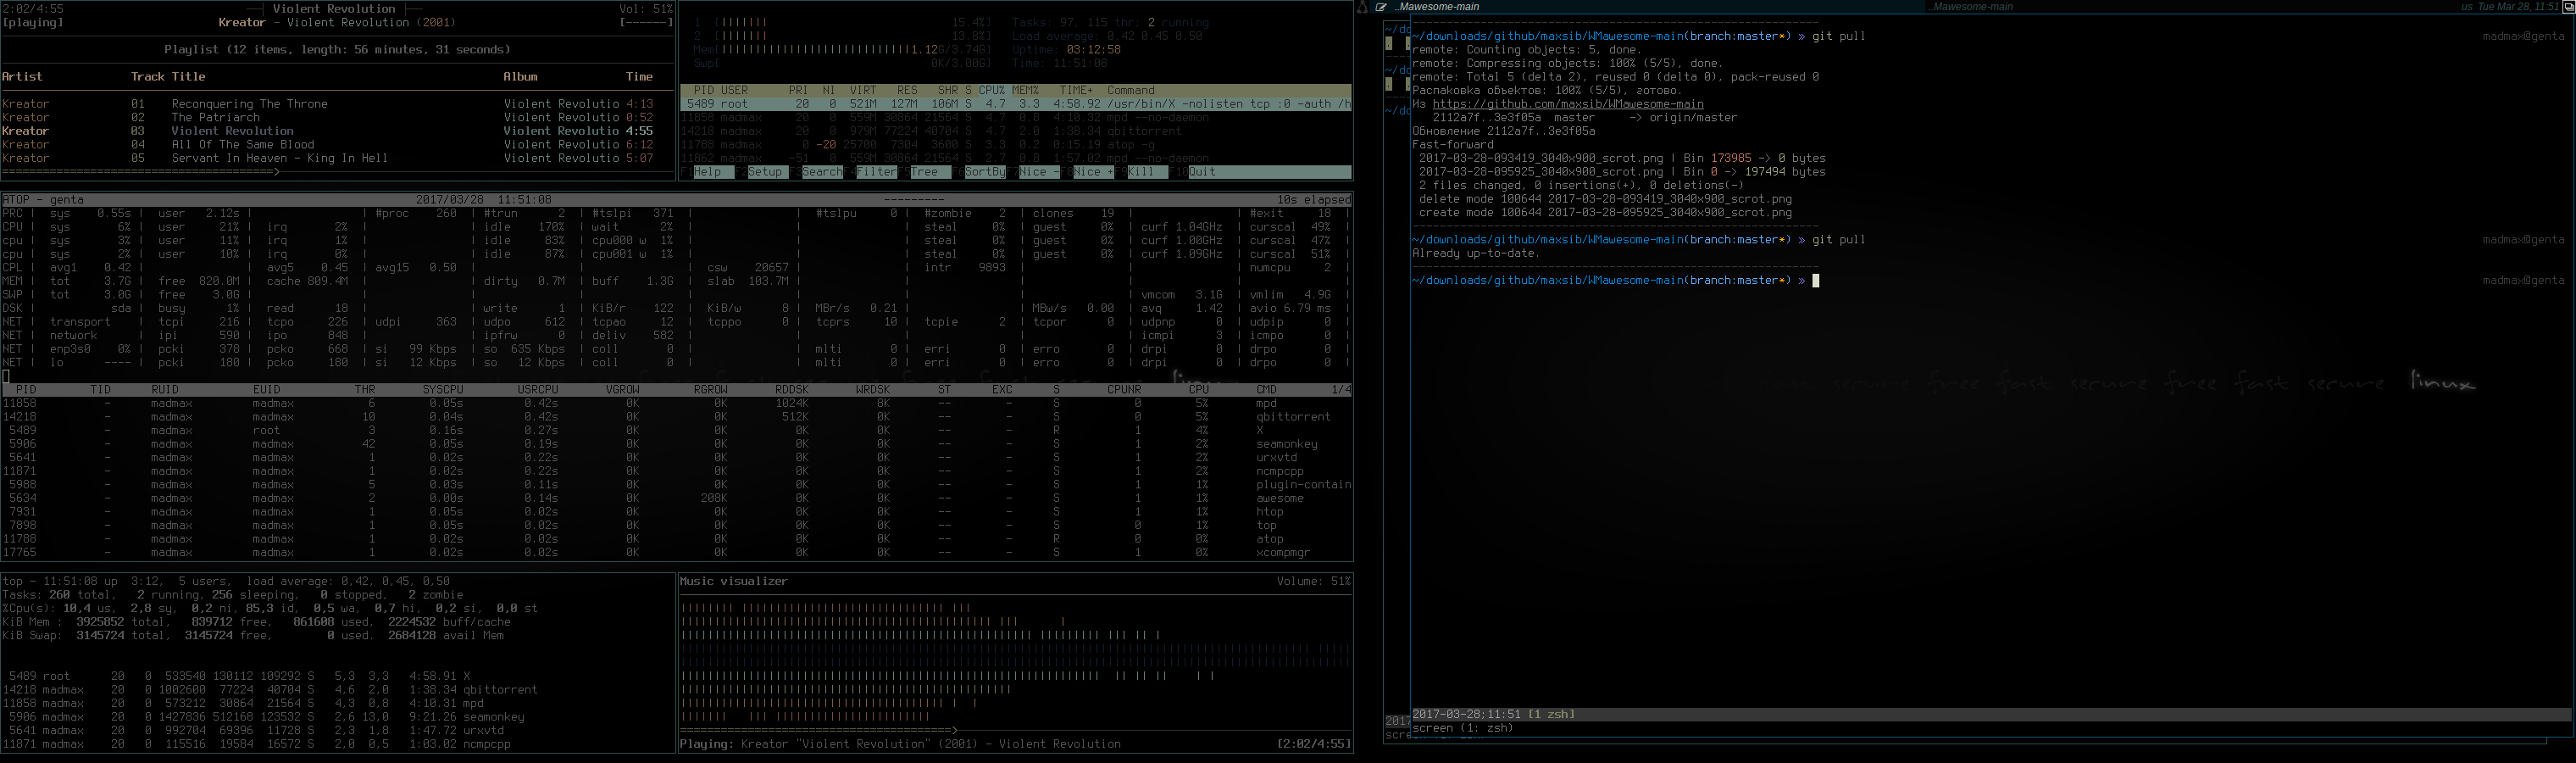 2:02/4:55 ─┤ Violent Revolution ├─ Vol: 51%
[playing] Kreator - Violent Revolution (2001) [------]
Playlist (12 items, length: 56 minutes, 31 seconds)
Artist Track Title Album Time
Kreator 01 Reconquering The Throne Violent Revolutio 4:13
Kreator 02 The Patriarch Violent Revolutio 0:52
Kreator 03 Violent Revolution Violent Revolutio 4:55
Kreator 04 All Of The Same Blood Violent Revolutio 6:12
Kreator 05 Servant In Heaven - King In Hell Violent Revolutio 5:07
1 [||||||| 15.4%] Tasks: 97, 115 thr; 2 running
2 [||||||| 13.8%] Load average: 0.42 0.45 0.50
Mem[||||||||||||||||||||||||||||1.12G/3.74G] Uptime: 03:12:58
Swp[ 0K/3.00G] Time: 11:51:08
PID USER PRI NI VIRT RES SHR S CPU% MEM% TIME+ Command
5489 root 20 0 521M 127M 106M S 4.7 3.3 4:58.92 /usr/bin/X -nolisten tcp :0 -auth /h
11858 madmax 20 0 559M 30864 21564 S 4.7 0.8 4:10.32 mpd --no-daemon
14218 madmax 20 0 979M 77224 40704 S 4.7 2.0 1:38.34 qbittorrent
11788 madmax 0 -20 25700 7304 3600 S 3.3 0.2 0:15.19 atop -g
11862 madmax -51 0 559M 30864 21564 S 2.7 0.8 1:57.02 mpd --no-daemon
F1Help F2Setup F3Search F4Filter F5Tree F6SortBy F7Nice -F8Nice +F9Kill F10Quit
ATOP - genta 2017/03/28 11:51:08 --------- 10s elapsed
PRC | sys 0.55s | user 2.12s | | #proc 260 | #trun 2 | #tslpi 371 | | #tslpu 0 | #zombie 2 | clones 19 | | #exit 18 |
CPU | sys 6% | user 21% | irq 2% | | idle 170% | wait 2% | | | steal 0% | guest 0% | curf 1.04GHz | curscal 49% |
cpu | sys 3% | user 11% | irq 1% | | idle 83% | cpu000 w 1% | | | steal 0% | guest 0% | curf 1.00GHz | curscal 47% |
cpu | sys 2% | user 10% | irq 0% | | idle 87% | cpu001 w 1% | | | steal 0% | guest 0% | curf 1.09GHz | curscal 51% |
CPL | avg1 0.42 | | avg5 0.45 | avg15 0.50 | | | csw 20657 | | intr 9893 | | | numcpu 2 |
MEM | tot 3.7G | free 820.0M | cache 809.4M | | dirty 0.7M | buff 1.3G | slab 103.7M | | | | | |
SWP | tot 3.0G | free 3.0G | | | | | | | | | vmcom 3.1G | vmlim 4.9G |
DSK | sda | busy 1% | read 18 | | write 1 | KiB/r 122 | KiB/w 8 | MBr/s 0.21 | | MBw/s 0.00 | avq 1.42 | avio 6.79 ms |
NET | transport | tcpi 216 | tcpo 226 | udpi 363 | udpo 612 | tcpao 12 | tcppo 0 | tcprs 10 | tcpie 2 | tcpor 0 | udpnp 0 | udpip 0 |
NET | network | ipi 590 | ipo 848 | | ipfrw 0 | deliv 582 | | | | | icmpi 3 | icmpo 0 |
NET | enp3s0 0% | pcki 378 | pcko 668 | si 99 Kbps | so 635 Kbps | coll 0 | | mlti 0 | erri 0 | erro 0 | drpi 0 | drpo 0 |
NET | lo ---- | pcki 180 | pcko 180 | si 12 Kbps | so 12 Kbps | coll 0 | | mlti 0 | erri 0 | erro 0 | drpi 0 | drpo 0 |
PID TID RUID EUID THR SYSCPU USRCPU VGROW RGROW RDDSK WRDSK ST EXC S CPUNR CPU CMD 1/4
11858 - madmax madmax 6 0.05s 0.42s 0K 0K 1024K 8K -- - S 0 5% mpd
14218 - madmax madmax 10 0.04s 0.42s 0K 0K 512K 0K -- - S 0 5% qbittorrent
5489 - madmax root 3 0.16s 0.27s 0K 0K 0K 0K -- - R 1 4% X
5906 - madmax madmax 42 0.05s 0.19s 0K 0K 0K 0K -- - S 1 2% seamonkey
5641 - madmax madmax 1 0.02s 0.22s 0K 0K 0K 0K -- - S 1 2% urxvtd
11871 - madmax madmax 1 0.02s 0.22s 0K 0K 0K 0K -- - S 1 2% ncmpcpp
5988 - madmax madmax 5 0.03s 0.11s 0K 0K 0K 0K -- - S 1 1% plugin-contain
5634 - madmax madmax 2 0.00s 0.14s 0K 208K 0K 0K -- - S 1 1% awesome
7931 - madmax madmax 1 0.05s 0.02s 0K 0K 0K 0K -- - S 1 1% htop
7898 - madmax madmax 1 0.05s 0.02s 0K 0K 0K 0K -- - S 0 1% top
11788 - madmax madmax 1 0.02s 0.02s 0K 0K 0K 0K -- - R 0 0% atop
17765 - madmax madmax 1 0.02s 0.02s 0K 0K 0K 0K -- - S 1 0% xcompmgr
top - 11:51:08 up 3:12, 5 users, load average: 0,42, 0,45, 0,50
Tasks: 260 total, 2 running, 256 sleeping, 0 stopped, 2 zombie
%Cpu(s): 10,4 us, 2,8 sy, 0,2 ni, 85,3 id, 0,5 wa, 0,7 hi, 0,2 si, 0,0 st
KiB Mem : 3925852 total, 839712 free, 861608 used, 2224532 buff/cache
KiB Swap: 3145724 total, 3145724 free, 0 used. 2684128 avail Mem
5489 root 20 0 533540 130112 109292 S 5,3 3,3 4:58.91 X
14218 madmax 20 0 1002600 77224 40704 S 4,6 2,0 1:38.34 qbittorrent
11858 madmax 20 0 573212 30864 21564 S 4,3 0,8 4:10.31 mpd
5906 madmax 20 0 1427836 512168 123532 S 2,6 13,0 9:21.26 seamonkey
5641 madmax 20 0 992704 69396 11728 S 2,3 1,8 1:47.72 urxvtd
11871 madmax 20 0 115516 19584 16572 S 2,0 0,5 1:03.02 ncmpcpp
Music visualizer Volume: 51%
Playing: Kreator "Violent Revolution" (2001) - Violent Revolution [2:02/4:55]
..Mawesome-main ..Mawesome-main us Tue Mar 28, 11:51
~/downloads/github/maxsib/WMawesome-main(branch:master*) » git pull madmax@genta
remote: Counting objects: 5, done.
remote: Compressing objects: 100% (5/5), done.
remote: Total 5 (delta 2), reused 0 (delta 0), pack-reused 0
Распаковка объектов: 100% (5/5), готово.
Из https://github.com/maxsib/WMawesome-main
2112a7f..3e3f05a master -> origin/master
Обновление 2112a7f..3e3f05a
Fast-forward
2017-03-28-093419_3040x900_scrot.png | Bin 173985 -> 0 bytes
2017-03-28-095925_3040x900_scrot.png | Bin 0 -> 197494 bytes
2 files changed, 0 insertions(+), 0 deletions(-)
delete mode 100644 2017-03-28-093419_3040x900_scrot.png
create mode 100644 2017-03-28-095925_3040x900_scrot.png
~/downloads/github/maxsib/WMawesome-main(branch:master*) » git pull madmax@genta
Already up-to-date.
~/downloads/github/maxsib/WMawesome-main(branch:master*) » madmax@genta
fast secure free fast secure free fast secure linux
2017-03-28;11:51 [1 zsh]
screen (1: zsh)